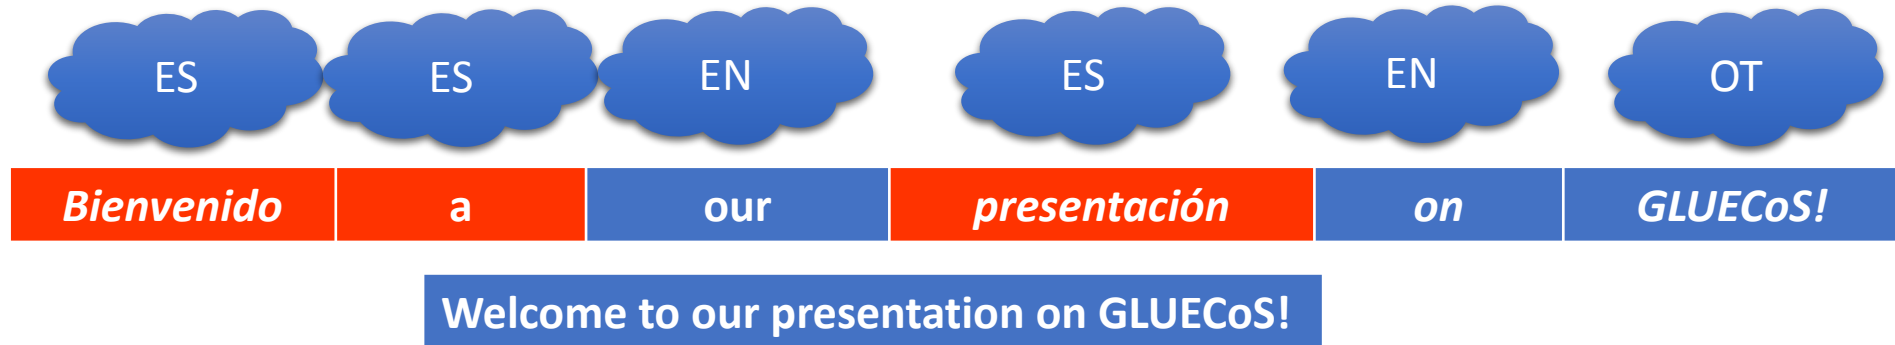 ES ES EN ES EN OT
Bienvenido a our presentación on GLUECoS!
Welcome to our presentation on GLUECoS!